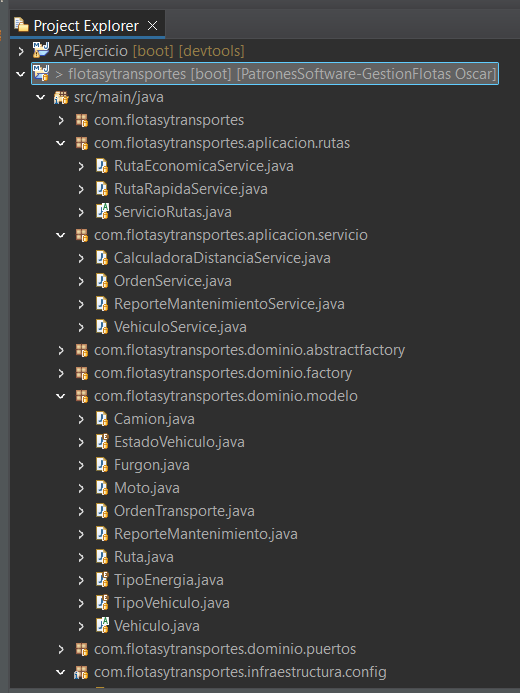 Project Explorer
APEjercicio [boot] [devtools]
> flotasytransportes [boot] [PatronesSoftware-GestionFlotas Oscar]
src/main/java
com.flotasytransportes
com.flotasytransportes.aplicacion.rutas
RutaEconomicaService.java
RutaRapidaService.java
ServicioRutas.java
com.flotasytransportes.aplicacion.servicio
CalculadoraDistanciaService.java
OrdenService.java
ReporteMantenimientoService.java
VehiculoService.java
com.flotasytransportes.dominio.abstractfactory
com.flotasytransportes.dominio.factory
com.flotasytransportes.dominio.modelo
Camion.java
EstadoVehiculo.java
Furgon.java
Moto.java
OrdenTransporte.java
ReporteMantenimiento.java
Ruta.java
TipoEnergia.java
TipoVehiculo.java
Vehiculo.java
com.flotasytransportes.dominio.puertos
com.flotasytransportes.infraestructura.config